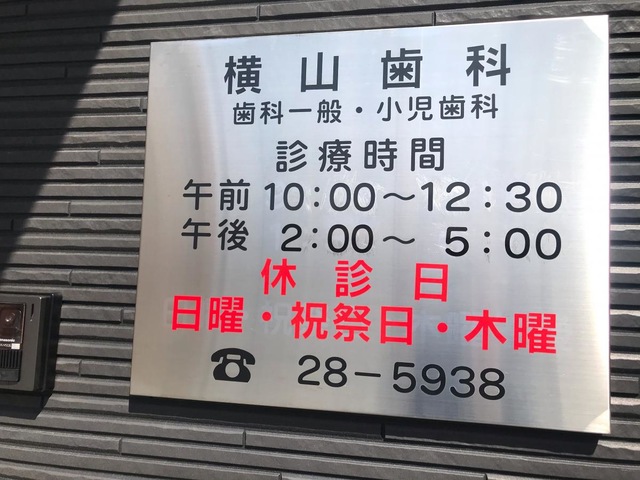 横山歯科
歯科一般・小児歯科
診療時間
午前 10:00～12:30
午後 2:00～ 5:00
休診日
日曜・祝祭日・木曜
☎ 28-5938